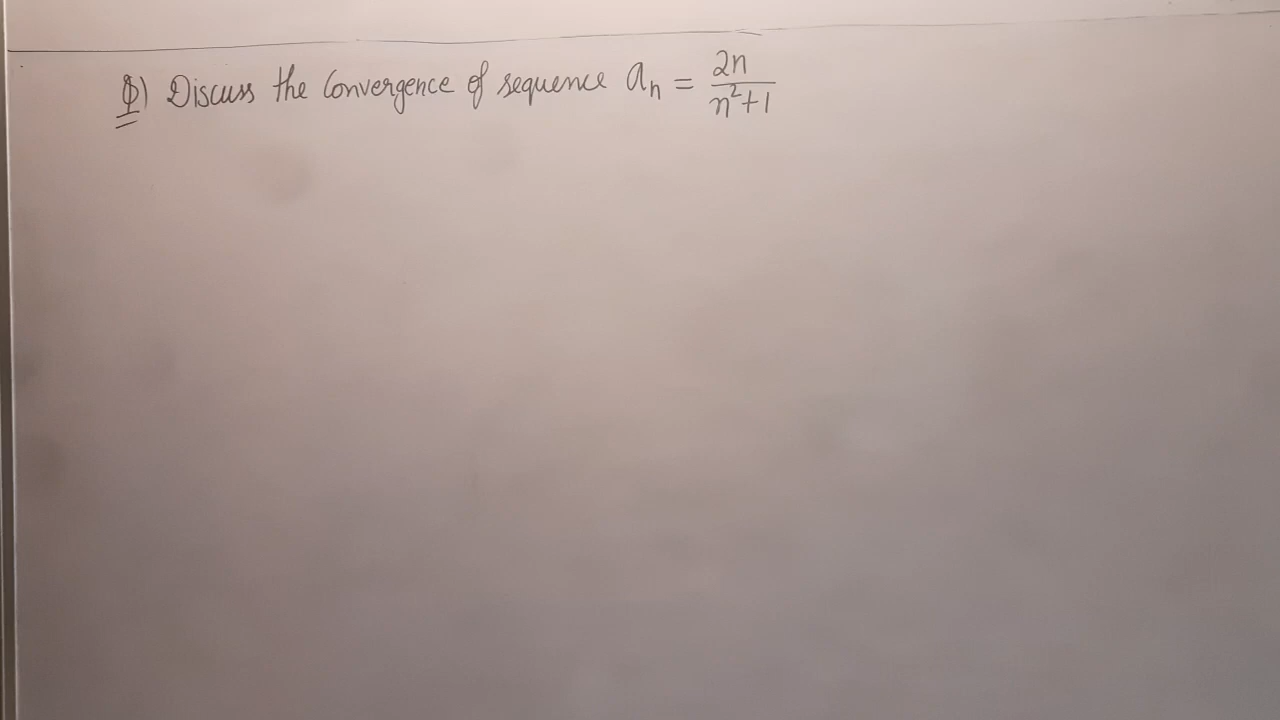 Q) Discuss the Convergence of sequence aₙ = 2n/(n²+1)